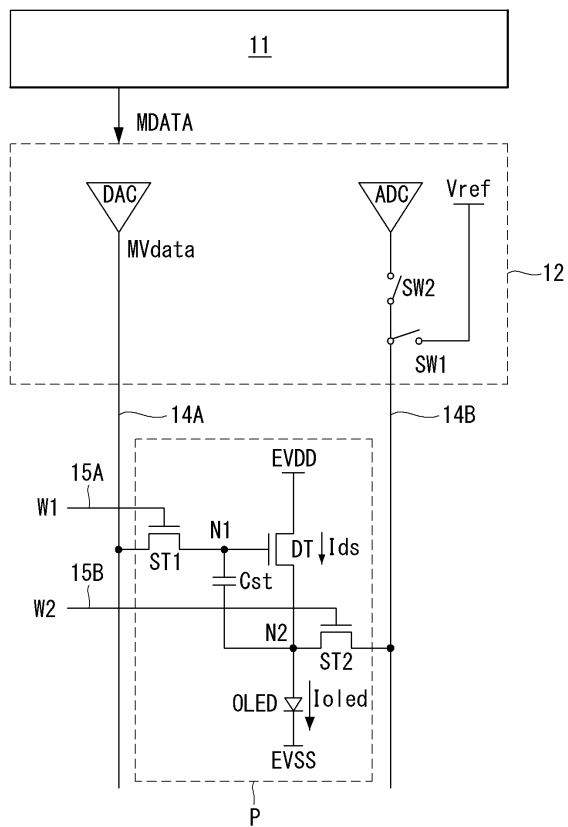 11
MDATA
DAC
ADC
Vref
MVdata
12
SW2
SW1
14A
14B
EVDD
15A
W1
N1
DT
Ids
ST1
Cst
15B
W2
N2
ST2
OLED
Ioled
EVSS
P